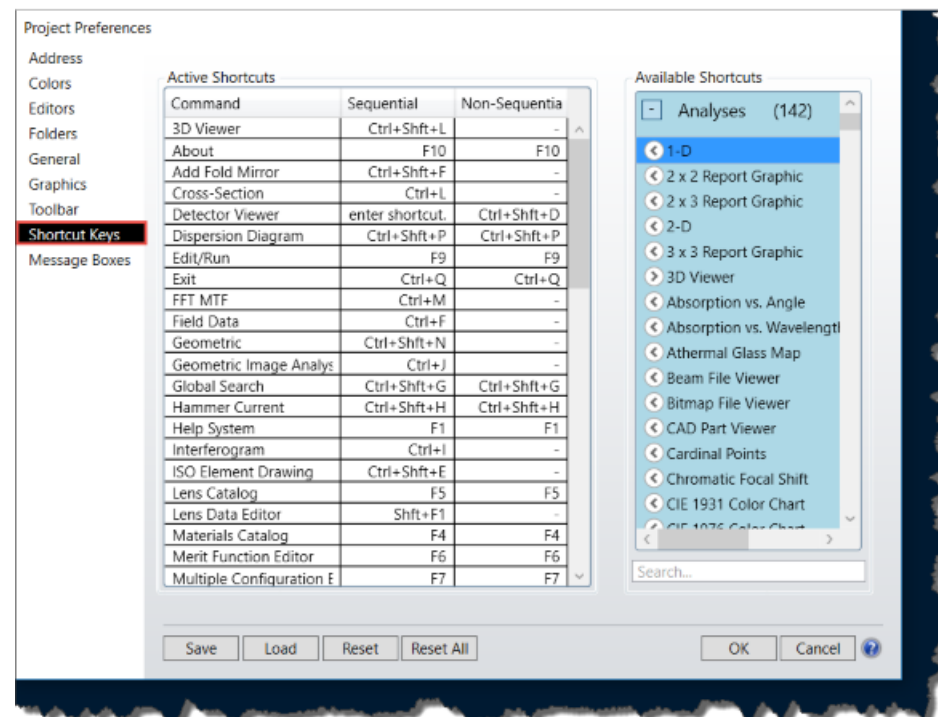 Project Preferences
Address
Colors
Editors
Folders
General
Graphics
Toolbar
Shortcut Keys
Message Boxes
Active Shortcuts
Command Sequential Non-Sequentia
3D Viewer Ctrl+Shft+L -
About F10 F10
Add Fold Mirror Ctrl+Shft+F -
Cross-Section Ctrl+L -
Detector Viewer enter shortcut. Ctrl+Shft+D
Dispersion Diagram Ctrl+Shft+P Ctrl+Shft+P
Edit/Run F9 F9
Exit Ctrl+Q Ctrl+Q
FFT MTF Ctrl+M -
Field Data Ctrl+F -
Geometric Ctrl+Shft+N -
Geometric Image Analys Ctrl+J -
Global Search Ctrl+Shft+G Ctrl+Shft+G
Hammer Current Ctrl+Shft+H Ctrl+Shft+H
Help System F1 F1
Interferogram Ctrl+I -
ISO Element Drawing Ctrl+Shft+E -
Lens Catalog F5 F5
Lens Data Editor Shft+F1 -
Materials Catalog F4 F4
Merit Function Editor F6 F6
Multiple Configuration E F7 F7
Available Shortcuts
- Analyses (142)
1-D
2 x 2 Report Graphic
2 x 3 Report Graphic
2-D
3 x 3 Report Graphic
3D Viewer
Absorption vs. Angle
Absorption vs. Wavelengt
Athermal Glass Map
Beam File Viewer
Bitmap File Viewer
CAD Part Viewer
Cardinal Points
Chromatic Focal Shift
CIE 1931 Color Chart
CIE 1976 Color Chart
Search...
Save Load Reset Reset All OK Cancel ?